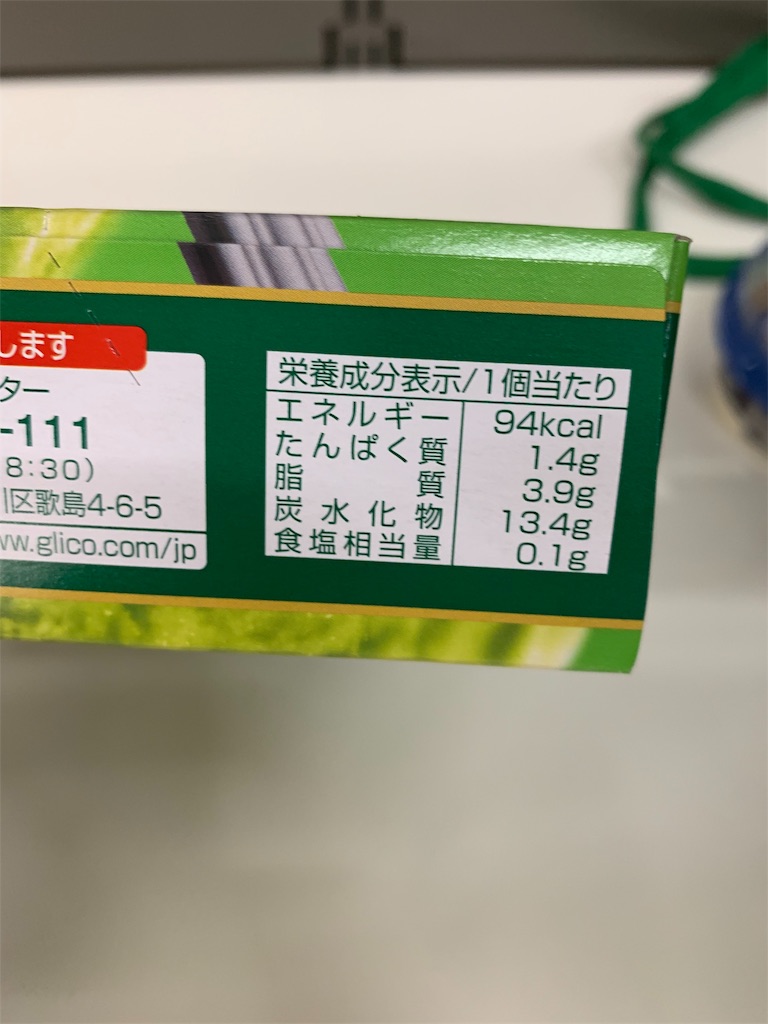 します
ター
-111
8:30)
区歌島4-6-5
ww.glico.com/jp
栄養成分表示/1個当たり
エネルギー 94kcal
たんぱく質 1.4g
脂質 3.9g
炭水化物 13.4g
食塩相当量 0.1g